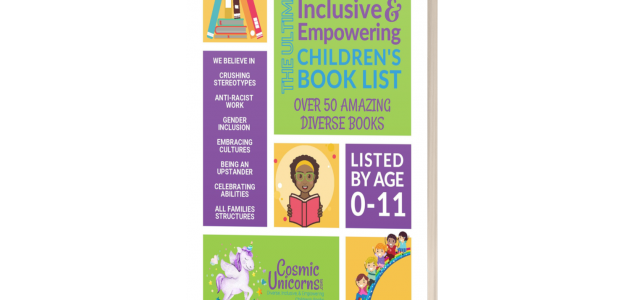 THE ULTIM
Inclusive &
Empowering
CHILDREN'S
BOOK LIST
OVER 50 AMAZING
DIVERSE BOOKS
WE BELIEVE IN
CRUSHING
STEREOTYPES
ANTI-RACIST
WORK
GENDER
INCLUSION
EMBRACING
CULTURES
BEING AN
UPSTANDER
CELEBRATING
ABILITIES
ALL FAMILIES
STRUCTURES
LISTED
BY AGE
0-11
Cosmic
Unicorns